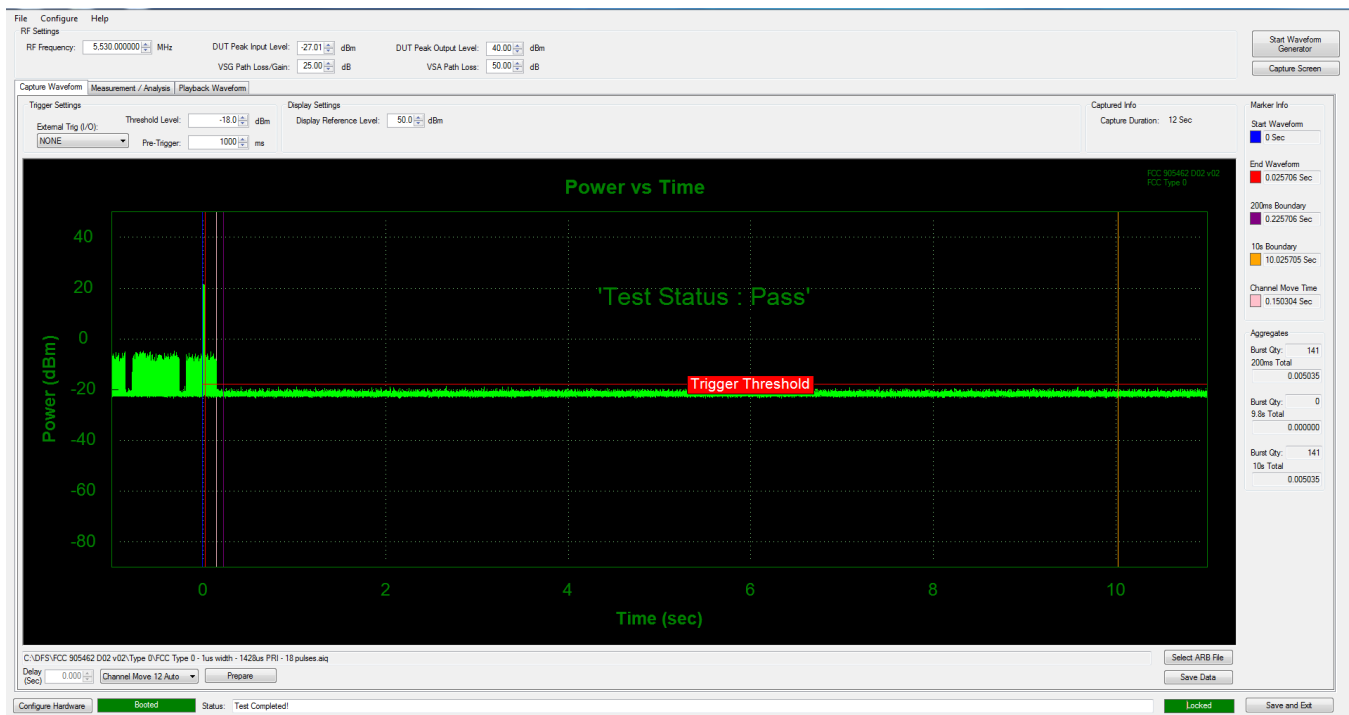 File Configure Help
RF Settings
RF Frequency: 5,530.000000 MHz DUT Peak Input Level: -27.01 dBm DUT Peak Output Level: 40.00 dBm
VSG Path Loss/Gain: 25.00 dB VSA Path Loss: 50.00 dB
Start Waveform
Generator
Capture Screen
Capture Waveform Measurement / Analysis Playback Waveform
Trigger Settings
External Trig (I/O):
NONE
Threshold Level: -18.0 dBm
Pre-Trigger: 1000 ms
Display Settings
Display Reference Level: 50.0 dBm
Captured Info
Capture Duration: 12 Sec
Marker Info
Start Waveform
0 Sec
End Waveform
0.025706 Sec
200ms Boundary
0.225706 Sec
10s Boundary
10.025705 Sec
Channel Move Time
0.150304 Sec
Aggregates
Burst Qty: 141
200ms Total
0.005035
Burst Qty: 0
9.8s Total
0.000000
Burst Qty: 141
10s Total
0.005035
Power vs Time
FCC 905462 D02 v02
FCC Type 0
'Test Status : Pass'
Trigger Threshold
Power (dBm)
40
20
0
-20
-40
-60
-80
0 2 4 6 8 10
Time (sec)
C:\DFS\FCC 905462 D02 v02\Type 0\FCC Type 0 - 1us width - 1428us PRI - 18 pulses.aiq
Select ARB File
Delay
(Sec) 0.000 Channel Move 12 Auto Prepare
Save Data
Configure Hardware Booted Status: Test Completed! Locked Save and Exit